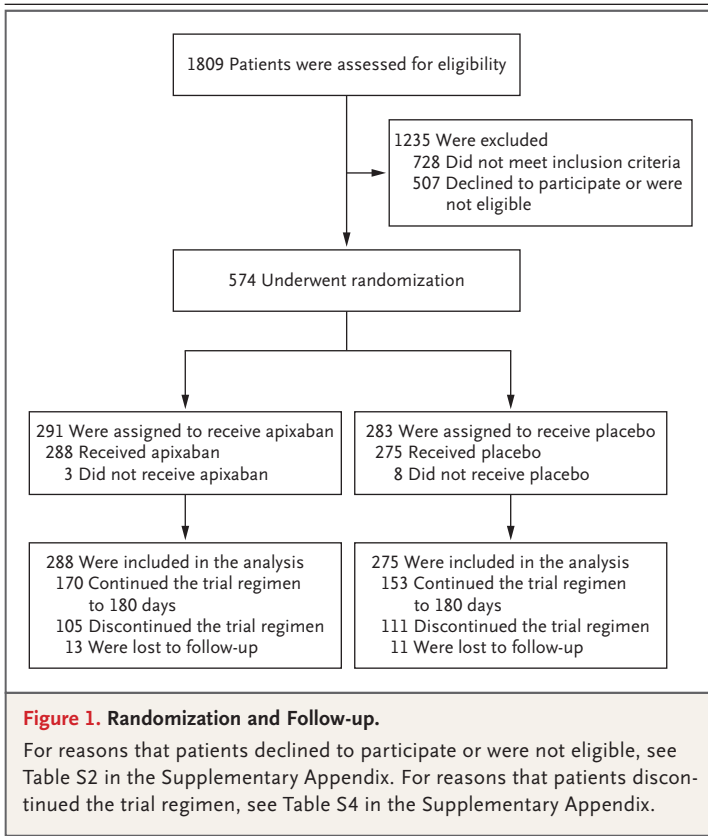 1809 Patients were assessed for eligibility
1235 Were excluded
728 Did not meet inclusion criteria
507 Declined to participate or were
not eligible
574 Underwent randomization
291 Were assigned to receive apixaban
288 Received apixaban
3 Did not receive apixaban
283 Were assigned to receive placebo
275 Received placebo
8 Did not receive placebo
288 Were included in the analysis
170 Continued the trial regimen
to 180 days
105 Discontinued the trial regimen
13 Were lost to follow-up
275 Were included in the analysis
153 Continued the trial regimen
to 180 days
111 Discontinued the trial regimen
11 Were lost to follow-up
Figure 1. Randomization and Follow-up.
For reasons that patients declined to participate or were not eligible, see
Table S2 in the Supplementary Appendix. For reasons that patients discon-
tinued the trial regimen, see Table S4 in the Supplementary Appendix.